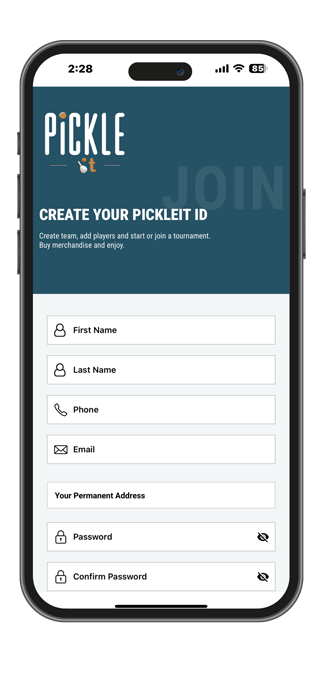 2:28
85
PiCKLE
it
JOIN
CREATE YOUR PICKLEIT ID
Create team, add players and start or join a tournament.
Buy merchandise and enjoy.
First Name
Last Name
Phone
Email
Your Permanent Address
Password
Confirm Password